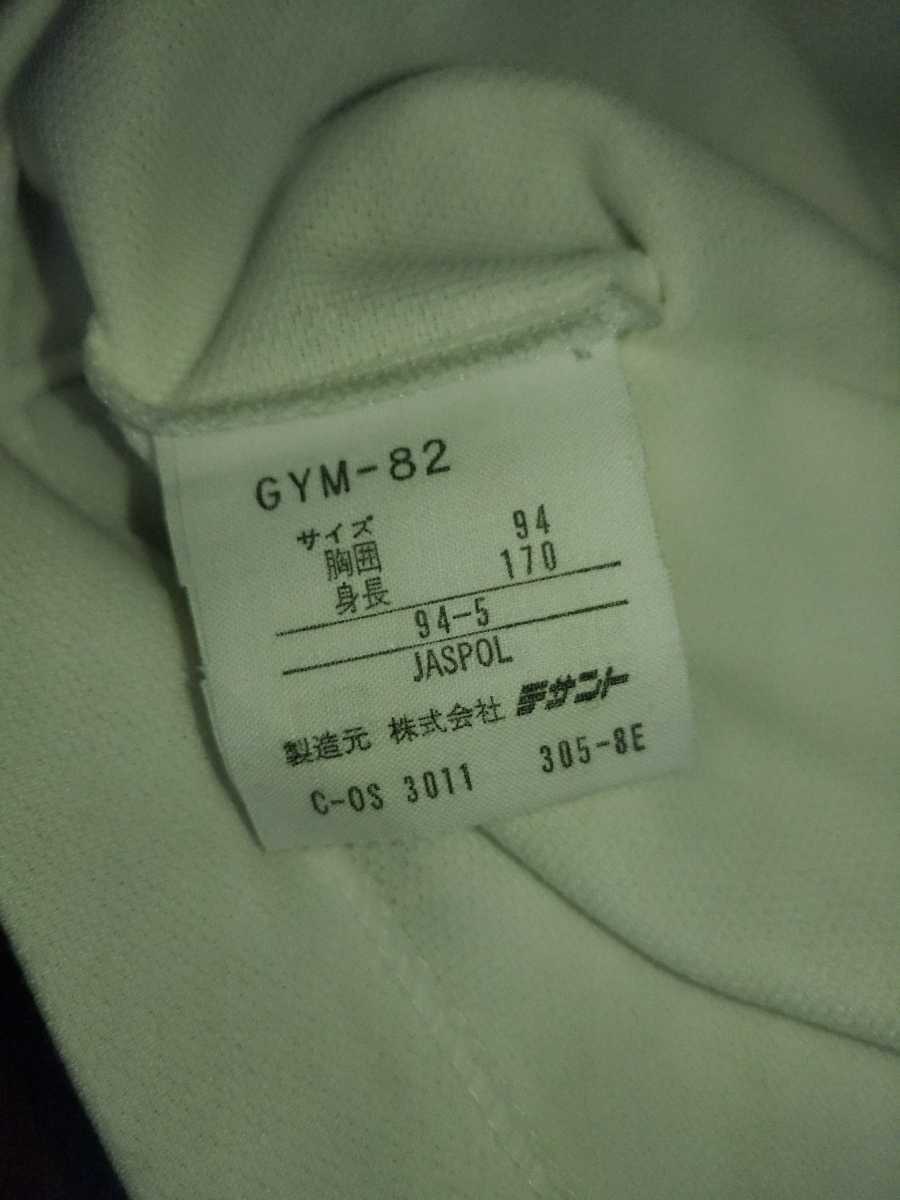 GYM-82
サイズ
胸囲 94
身長 170
94-5
JASPOL
製造元 株式会社 デサント
C-OS 3011 305-8E